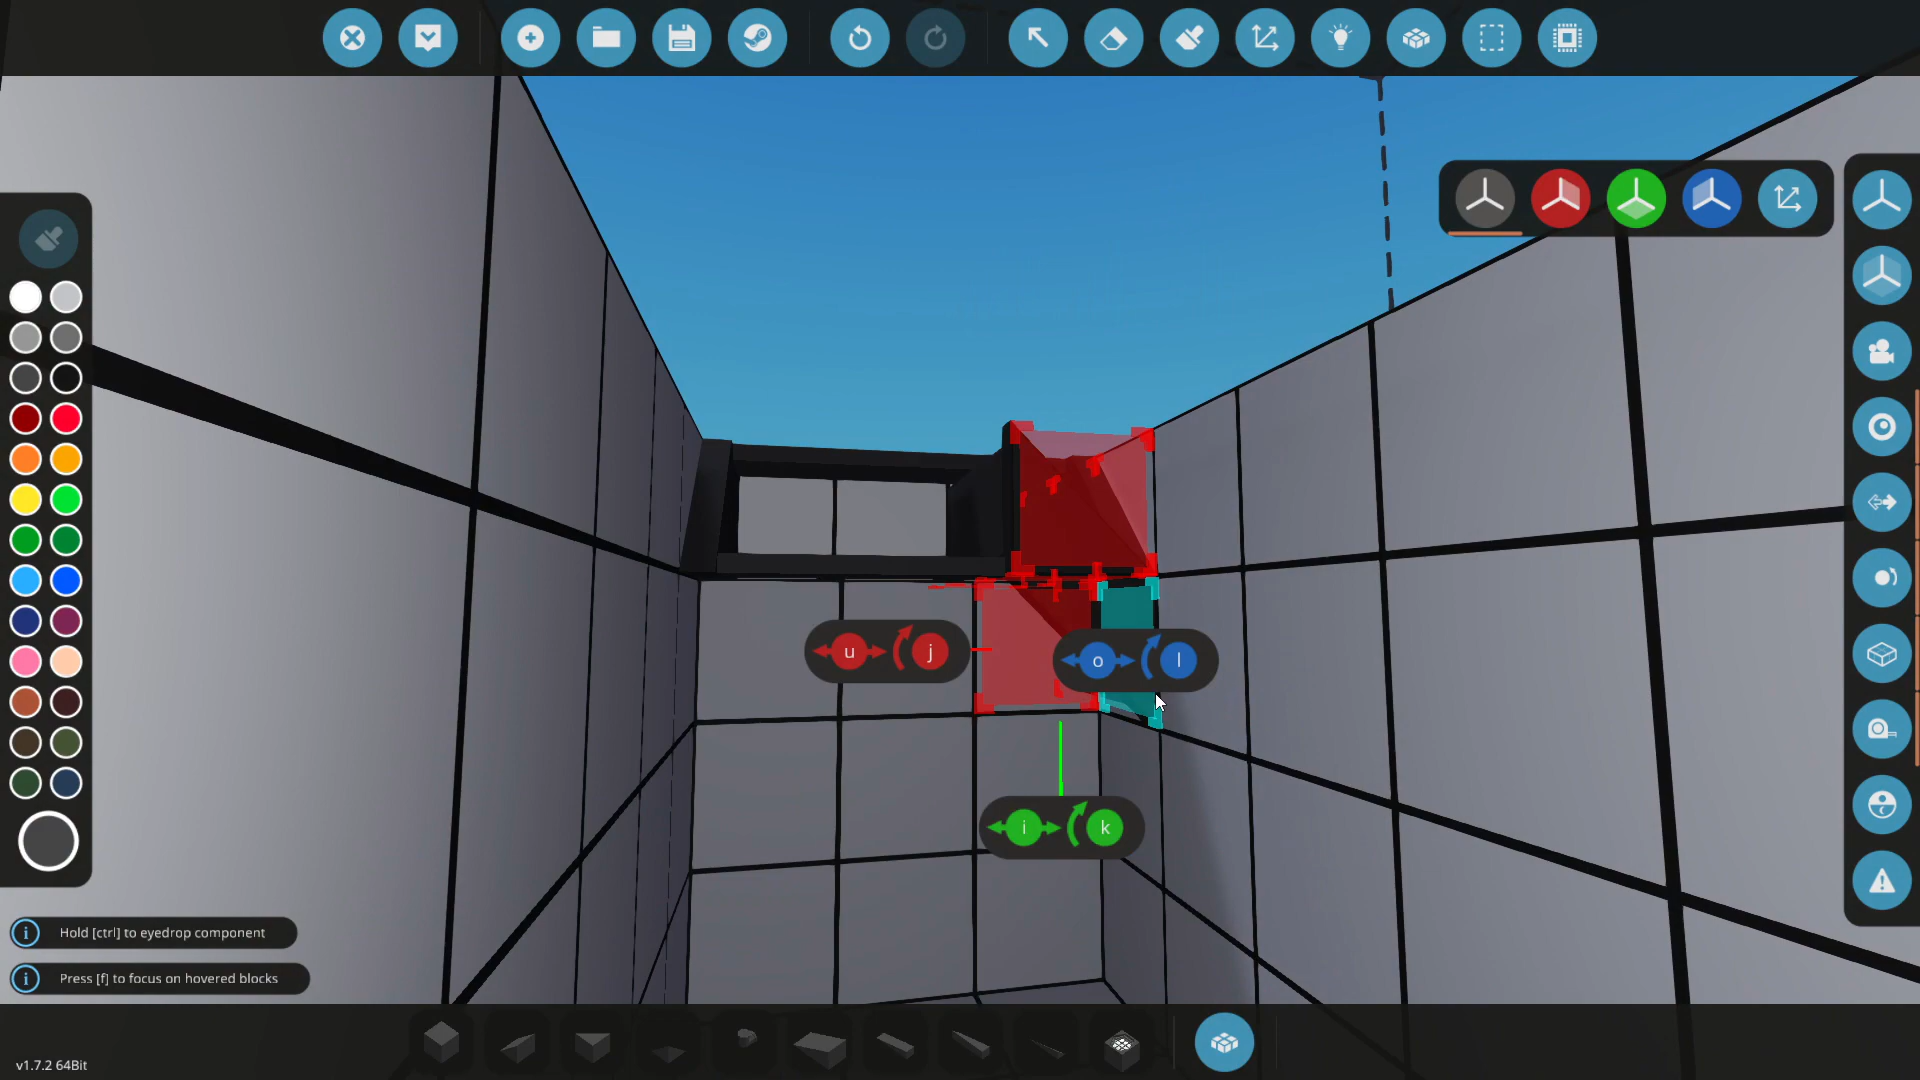 u
j
o
l
i
k
Hold [ctrl] to eyedrop component
Press [f] to focus on hovered blocks
v1.7.2 64Bit